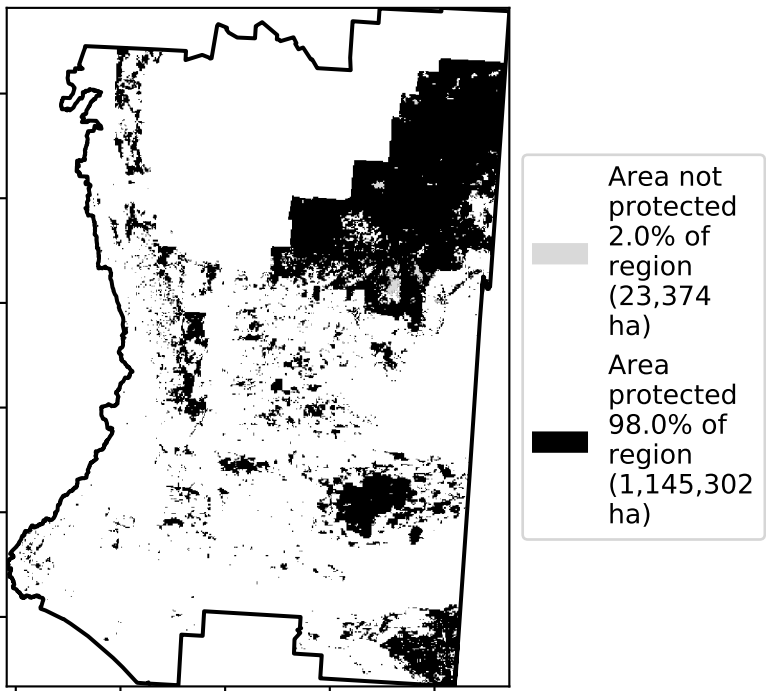 Area not
protected
2.0% of
region
(23,374
ha)
Area
protected
98.0% of
region
(1,145,302
ha)